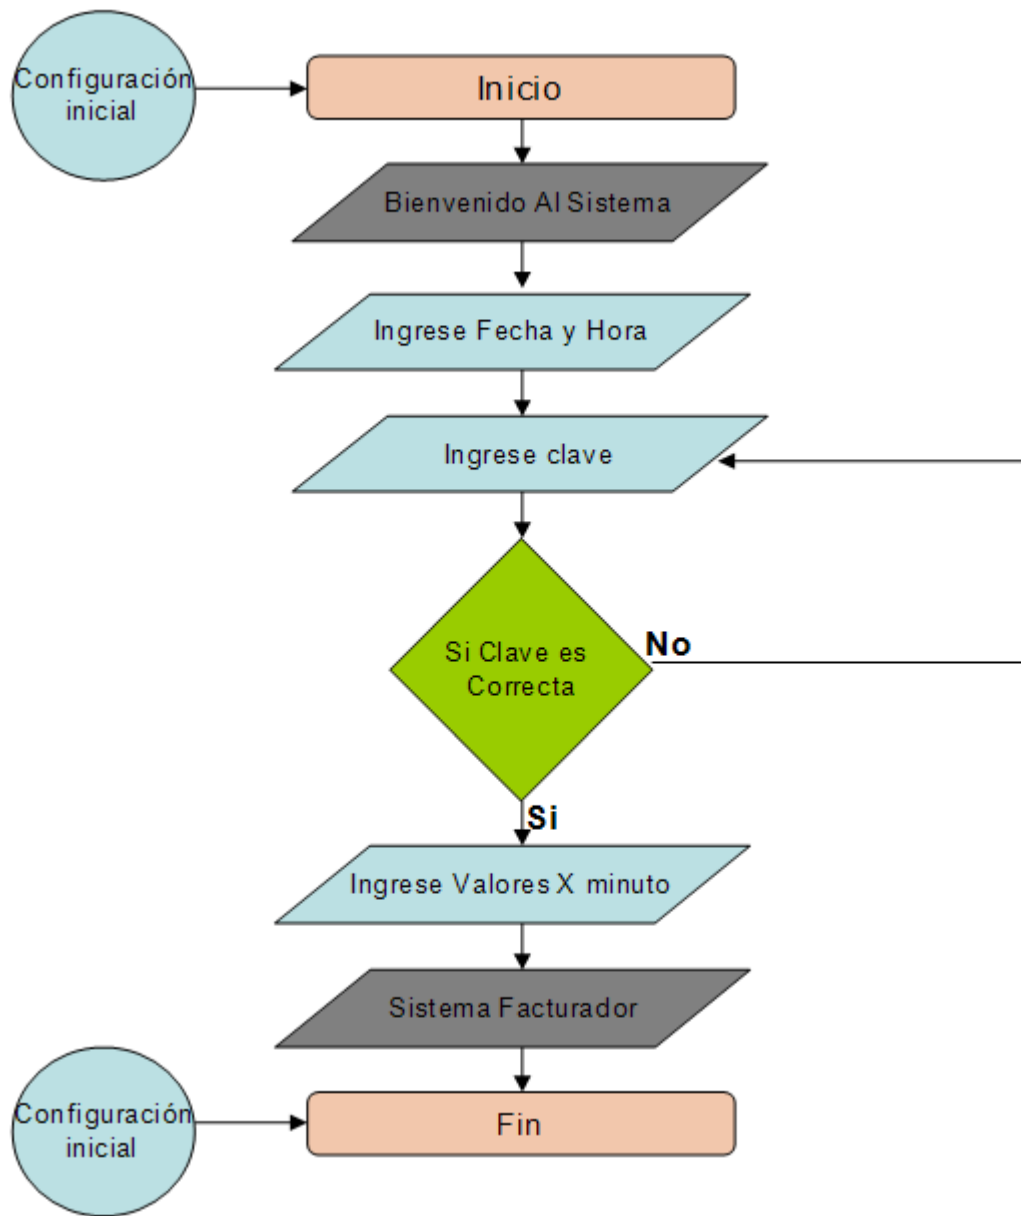 Configuración
inicial
Inicio
Bienvenido Al Sistema
Ingrese Fecha y Hora
Ingrese clave
Si Clave es
Correcta
No
Si
Ingrese Valores X minuto
Sistema Facturador
Configuración
inicial
Fin